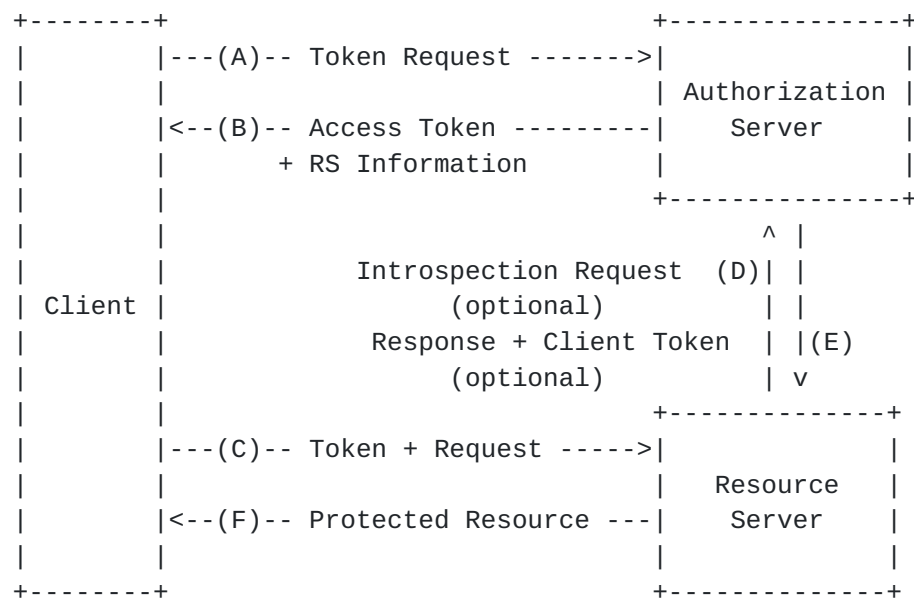 +--------+                               +---------------+
|        |---(A)-- Token Request ------->|               |
|        |                               | Authorization |
|        |<--(B)-- Access Token ---------|    Server     |
|        |       + RS Information        |               |
|        |                               +---------------+
|        |                                      ^ |
|        |            Introspection Request  (D)| |
| Client |                  (optional)          | |
|        |             Response + Client Token  | |(E)
|        |                  (optional)          | v
|        |                               +--------------+
|        |---(C)-- Token + Request ----->|              |
|        |                               |   Resource   |
|        |<--(F)-- Protected Resource ---|    Server    |
|        |                               |              |
+--------+                               +--------------+